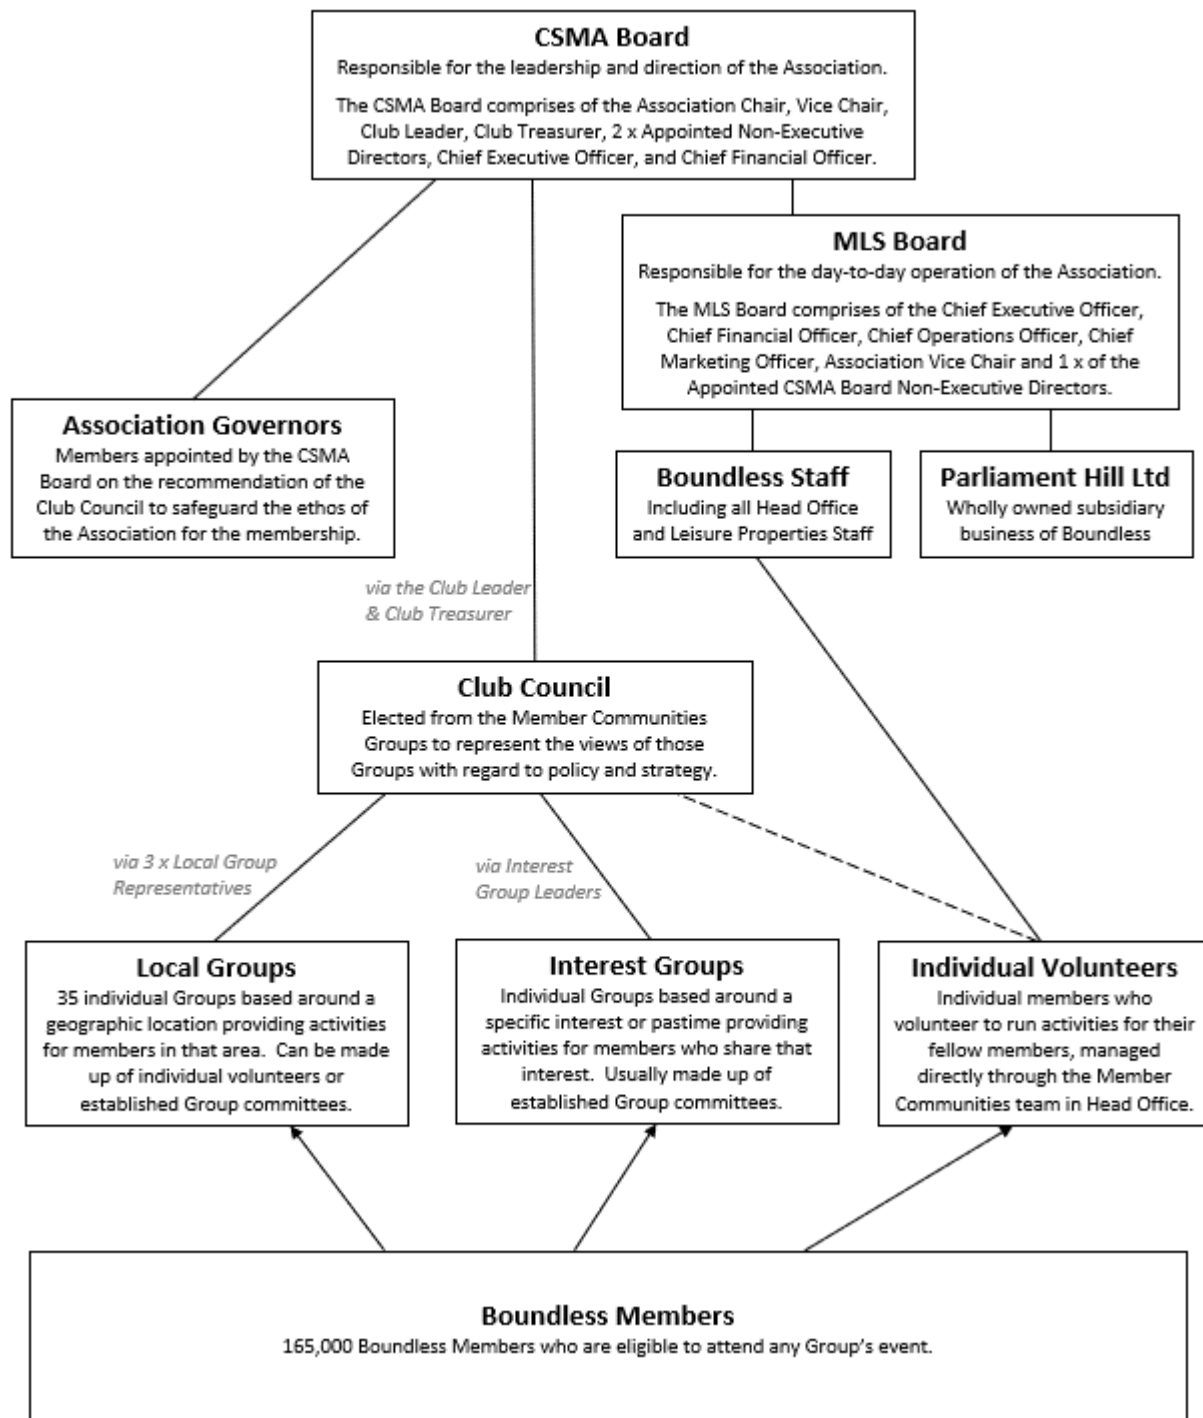 CSMA Board
Responsible for the leadership and direction of the Association.
The CSMA Board comprises of the Association Chair, Vice Chair,
Club Leader, Club Treasurer, 2 x Appointed Non-Executive
Directors, Chief Executive Officer, and Chief Financial Officer.
MLS Board
Responsible for the day-to-day operation of the Association.
The MLS Board comprises of the Chief Executive Officer,
Chief Financial Officer, Chief Operations Officer, Chief
Marketing Officer, Association Vice Chair and 1 x of the
Appointed CSMA Board Non-Executive Directors.
Association Governors
Members appointed by the CSMA
Board on the recommendation of the
Club Council to safeguard the ethos of
the Association for the membership.
Boundless Staff
Including all Head Office
and Leisure Properties Staff
Parliament Hill Ltd
Wholly owned subsidiary
business of Boundless
via the Club Leader
& Club Treasurer
Club Council
Elected from the Member Communities
Groups to represent the views of those
Groups with regard to policy and strategy.
via 3 x Local Group
Representatives
via Interest
Group Leaders
Local Groups
35 individual Groups based around a
geographic location providing activities
for members in that area. Can be made
up of individual volunteers or
established Group committees.
Interest Groups
Individual Groups based around a
specific interest or pastime providing
activities for members who share that
interest. Usually made up of
established Group committees.
Individual Volunteers
Individual members who
volunteer to run activities for their
fellow members, managed
directly through the Member
Communities team in Head Office.
Boundless Members
165,000 Boundless Members who are eligible to attend any Group's event.